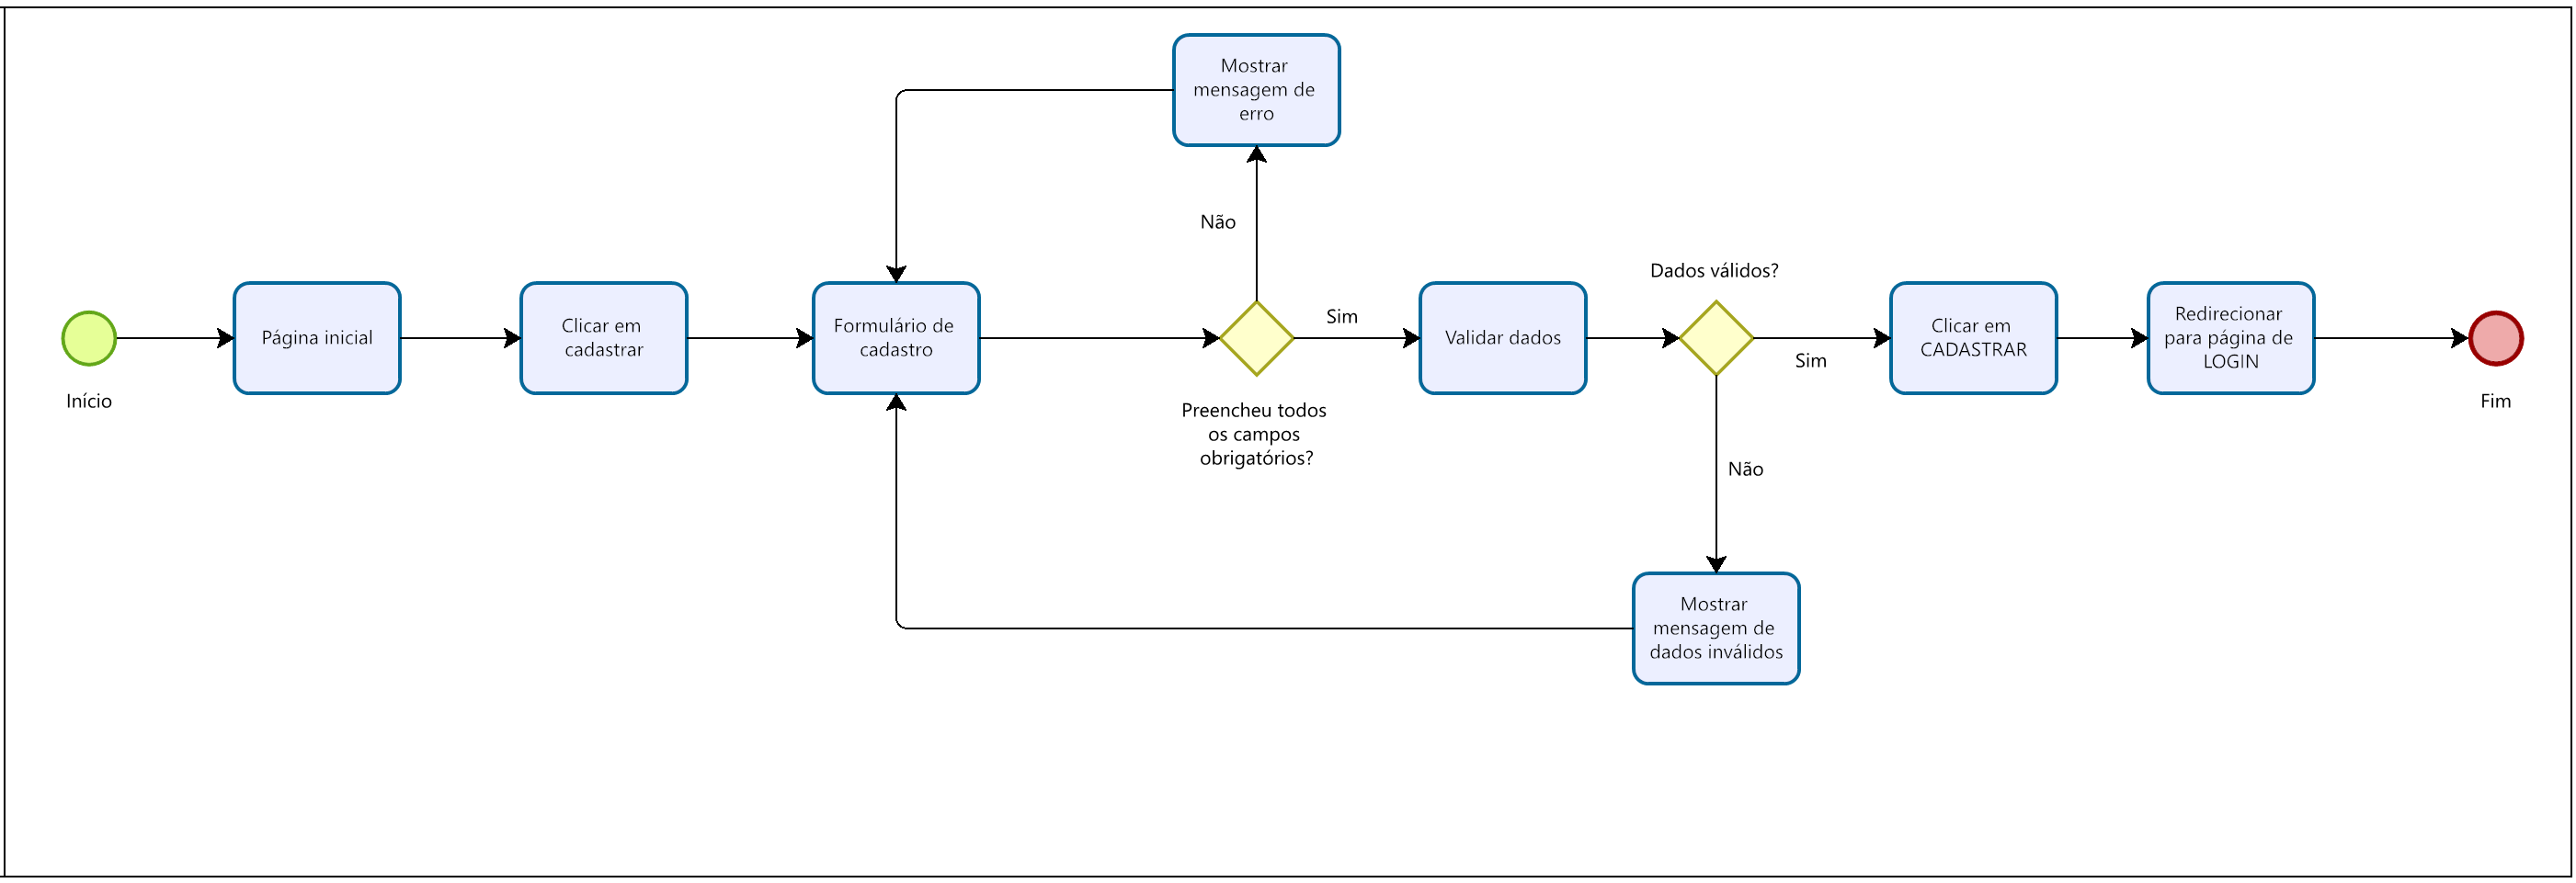 Mostrar
mensagem de
erro
Não
Início
Página inicial
Clicar em
cadastrar
Formulário de
cadastro
Preencheu todos
os campos
obrigatórios?
Sim
Validar dados
Dados válidos?
Sim
Clicar em
CADASTRAR
Redirecionar
para página de
LOGIN
Fim
Não
Mostrar
mensagem de
dados inválidos